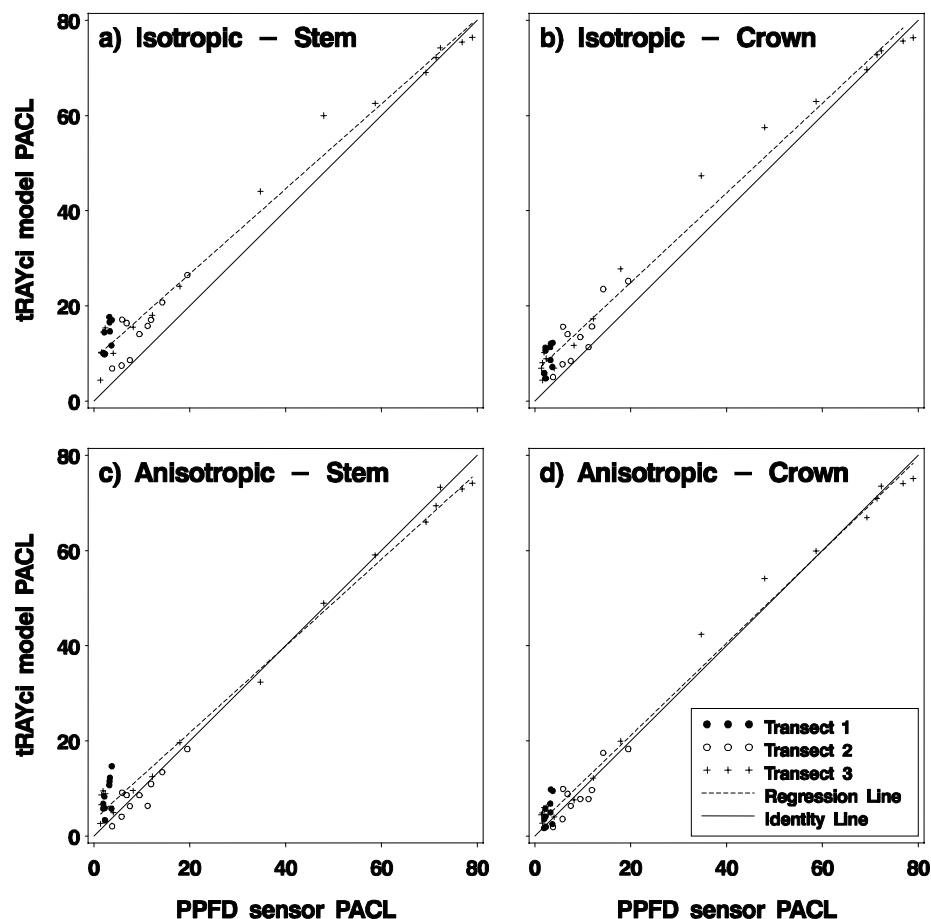 a) Isotropic – Stem
b) Isotropic – Crown
80
60
40
20
0
tRAYci model PACL
c) Anisotropic – Stem
d) Anisotropic – Crown
80
60
40
20
0
tRAYci model PACL
Transect 1
Transect 2
Transect 3
Regression Line
Identity Line
0 20 40 60 80
0 20 40 60 80
PPFD sensor PACL
PPFD sensor PACL